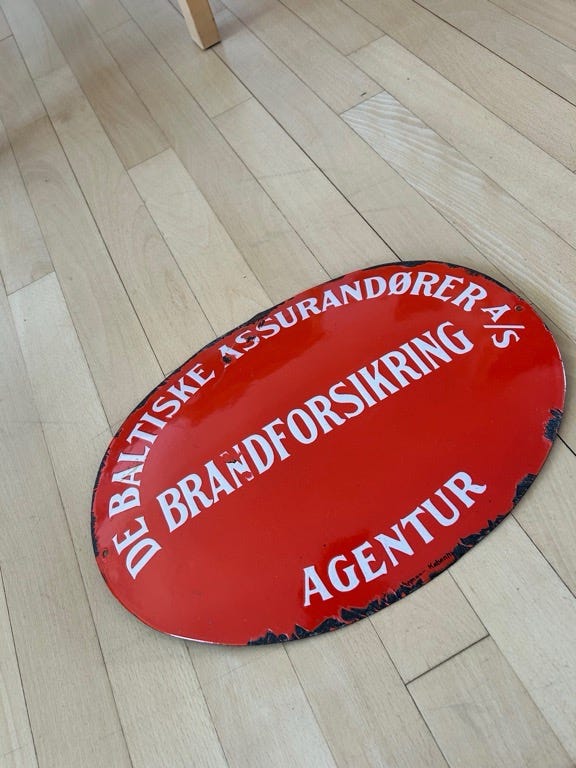 DE BALTISKE ASSURANDØRER A/S
BRANDFORSIKRING
AGENTUR